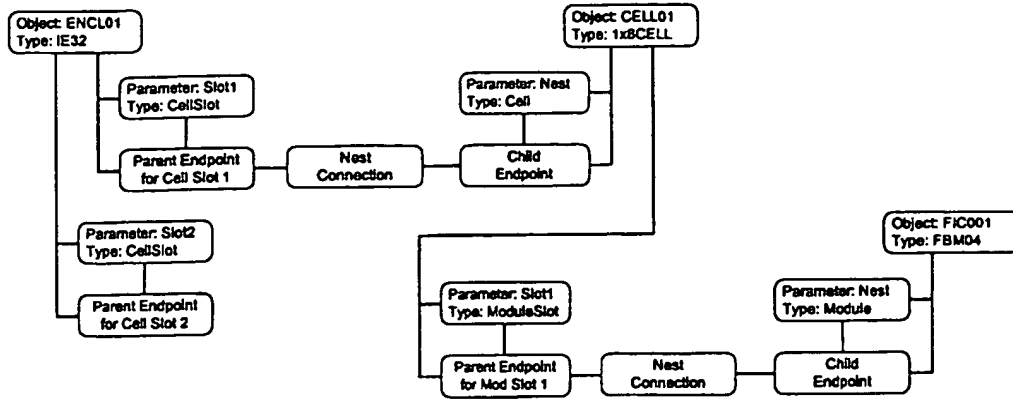 Object: ENCL01
Type: IE32
Object: CELL01
Type: 1x8CELL
Parameter: Slot1
Type: CellSlot
Parameter: Nest
Type: Cell
Parent Endpoint
for Cell Slot 1
Nest
Connection
Child
Endpoint
Parameter: Slot2
Type: CellSlot
Parent Endpoint
for Cell Slot 2
Object: FIC001
Type: FBM04
Parameter: Slot1
Type: ModuleSlot
Parameter: Nest
Type: Module
Parent Endpoint
for Mod Slot 1
Nest
Connection
Child
Endpoint